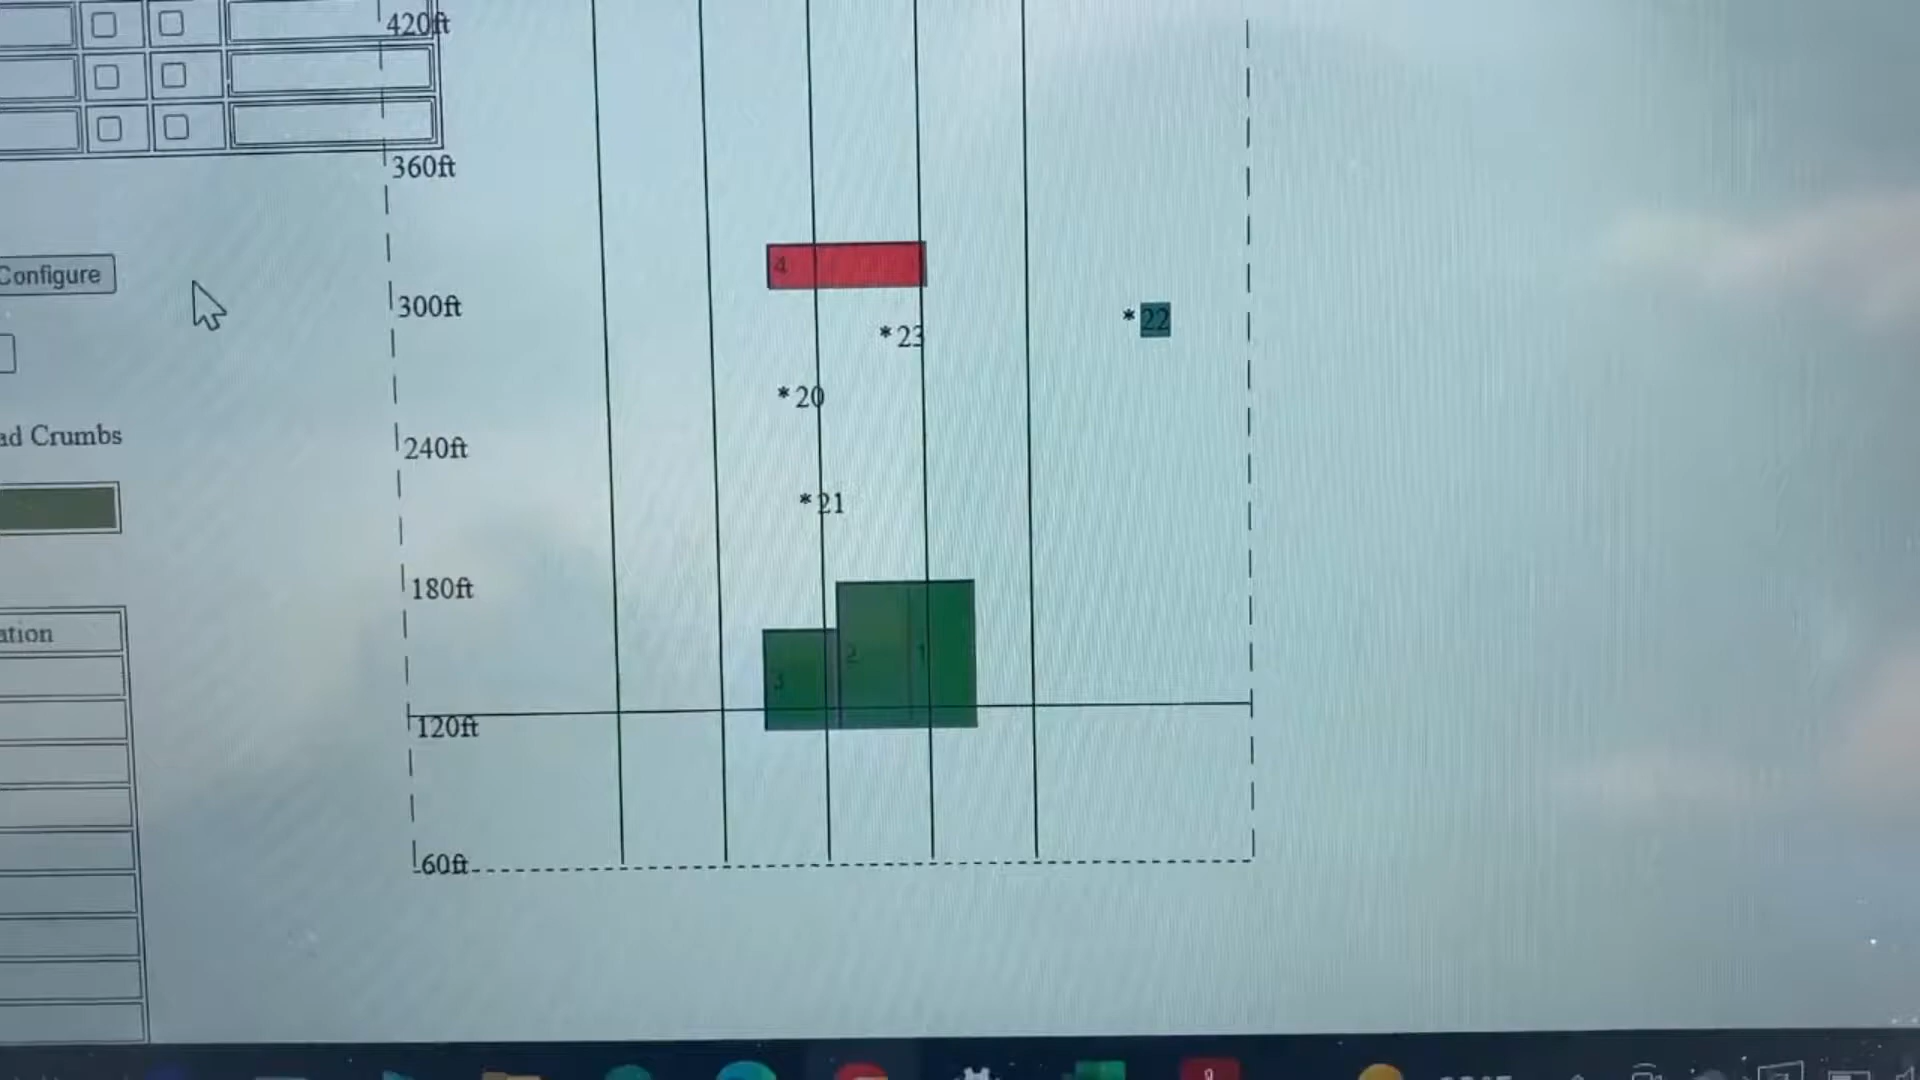 420ft
360ft
Configure
4
300ft
* 22
* 23
* 20
ad Crumbs
240ft
* 21
180ft
ation
2
1
3
120ft
60ft